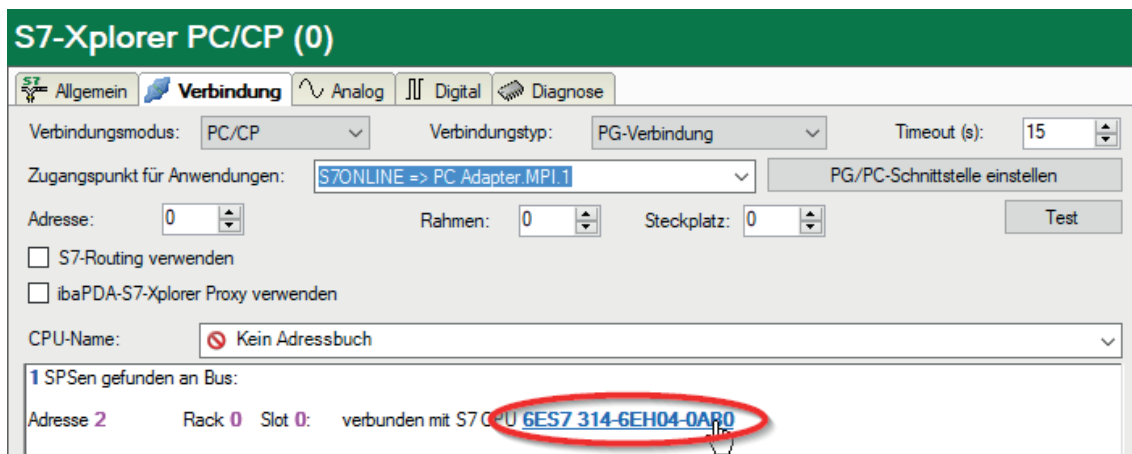 S7-Xplorer PC/CP (0)
S7 Allgemein Verbindung Analog Digital Diagnose
Verbindungsmodus: PC/CP Verbindungstyp: PG-Verbindung Timeout (s): 15
Zugangspunkt für Anwendungen: S7ONLINE => PC Adapter.MPI.1 PG/PC-Schnittstelle einstellen
Adresse: 0 Rahmen: 0 Steckplatz: 0 Test
S7-Routing verwenden
ibaPDA-S7-Xplorer Proxy verwenden
CPU-Name: Kein Adressbuch
1 SPSen gefunden an Bus:
Adresse 2 Rack 0 Slot 0: verbunden mit S7 CPU 6ES7 314-6EH04-0AB0